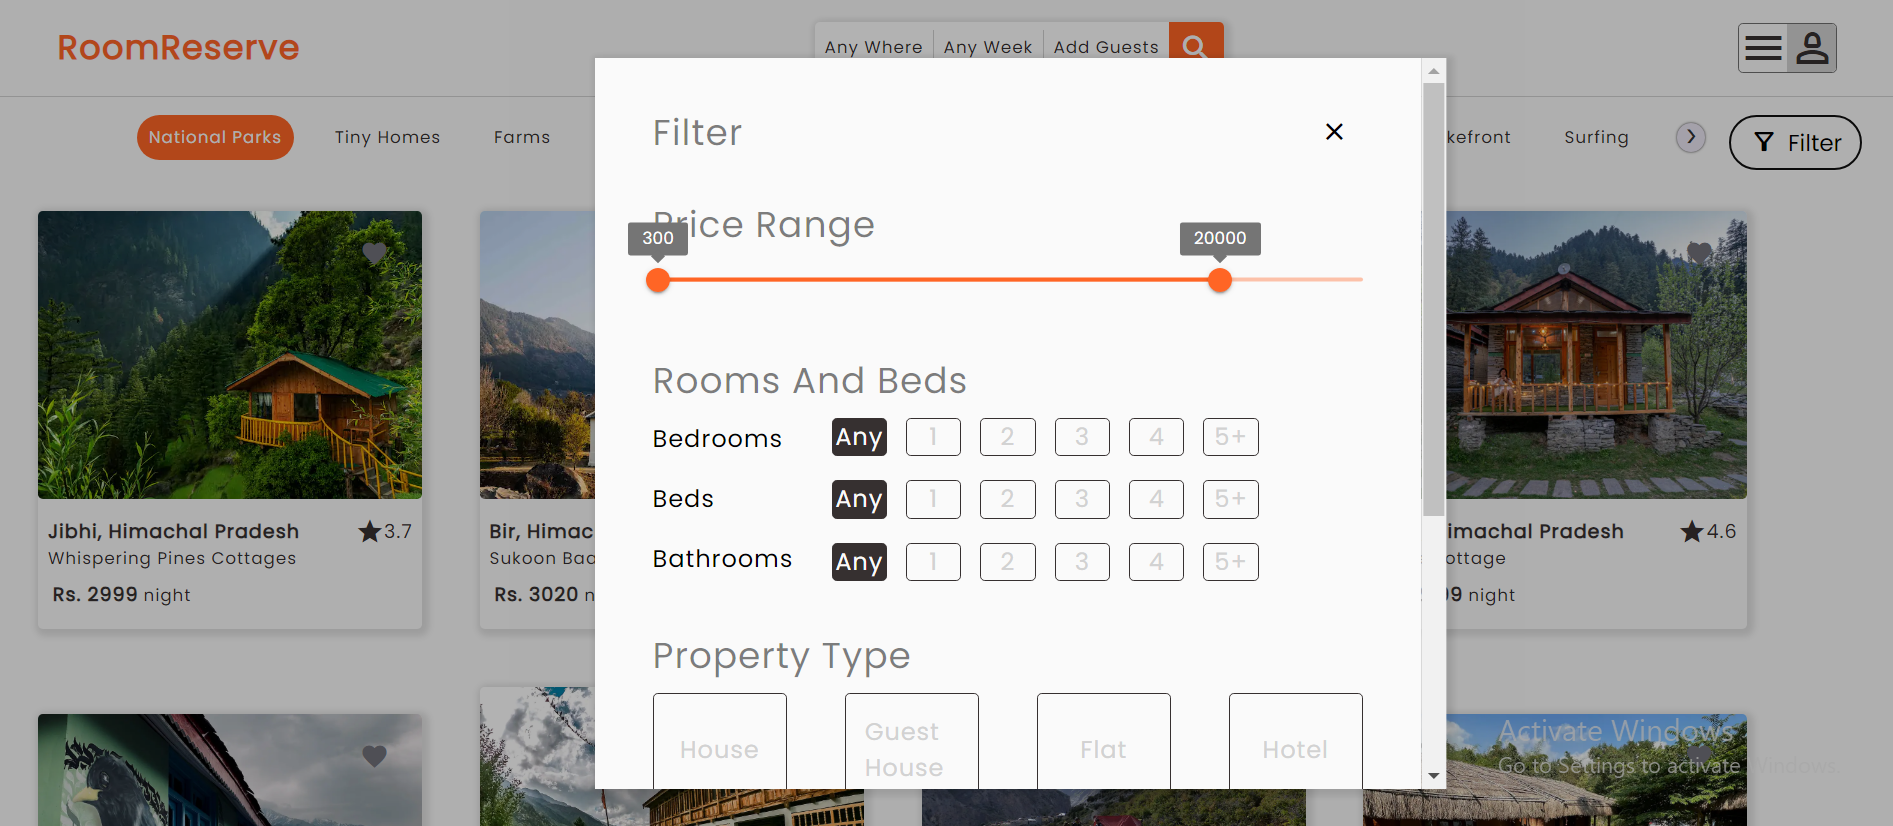 RoomReserve
Any Where Any Week Add Guests
National Parks Tiny Homes Farms kefront Surfing Filter
Filter
Price Range
300 20000
Rooms And Beds
Bedrooms Any 1 2 3 4 5+
Beds Any 1 2 3 4 5+
Bathrooms Any 1 2 3 4 5+
Property Type
House Guest House Flat Hotel
Jibhi, Himachal Pradesh 3.7
Whispering Pines Cottages
Rs. 2999 night
Bir, Himac
Sukoon Baa
Rs. 3020 n
imachal Pradesh 4.6
ottage
99 night
Activate Windows
Go to Settings to activate Windows.